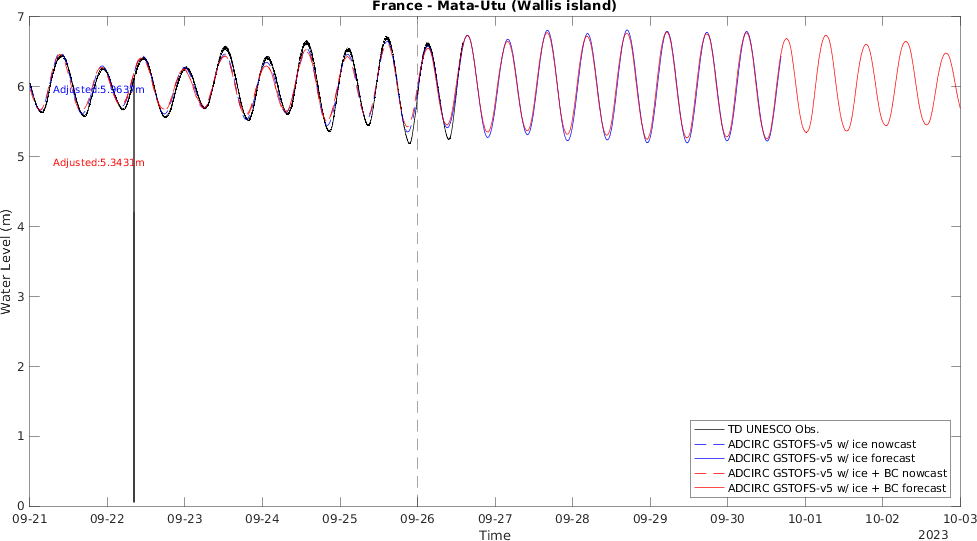 France - Mata-Utu (Wallis island)
7
6
5
4
3
2
1
0
Water Level (m)
Adjusted:5.3431m
TD UNESCO Obs.
ADCIRC GSTOFS-v5 w/ ice nowcast
ADCIRC GSTOFS-v5 w/ ice forecast
ADCIRC GSTOFS-v5 w/ ice + BC nowcast
ADCIRC GSTOFS-v5 w/ ice + BC forecast
09-21 09-22 09-23 09-24 09-25 09-26 09-27 09-28 09-29 09-30 10-01 10-02 10-03
Time
2023